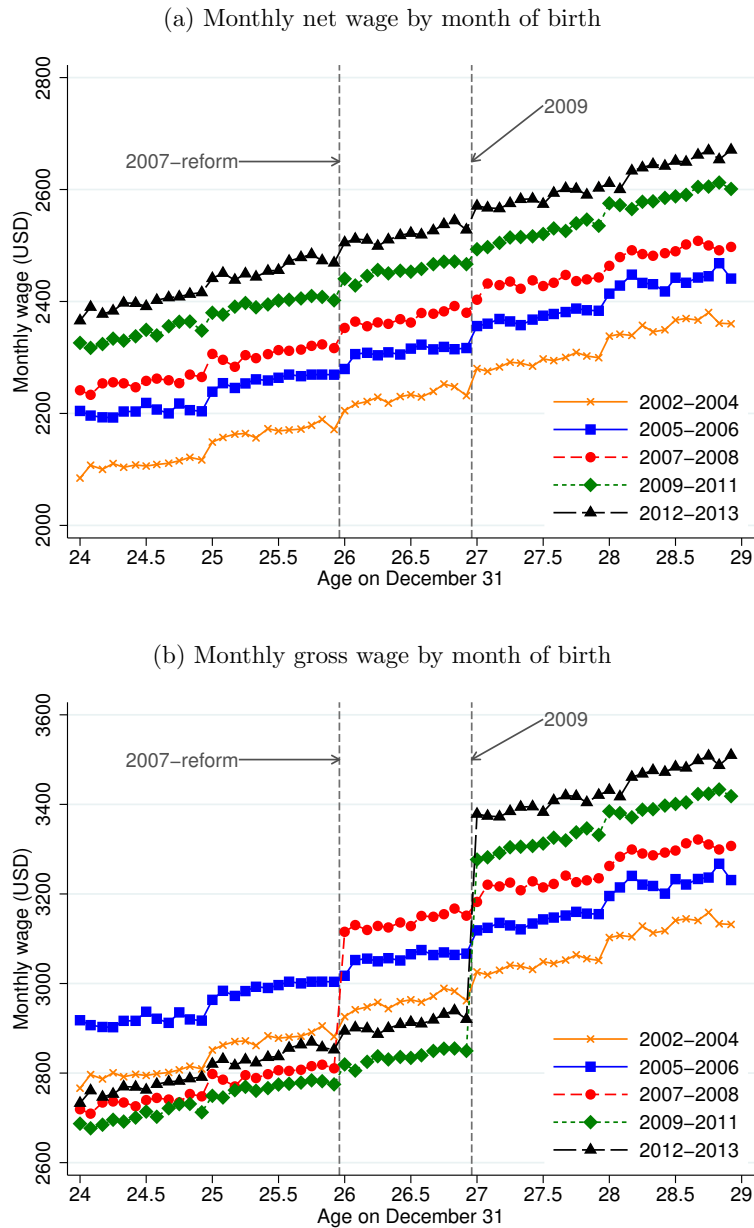 (a) Monthly net wage by month of birth
2800
2600
2400
2200
2000
Monthly wage (USD)
2007−reform
2009
2002−2004
2005−2006
2007−2008
2009−2011
2012−2013
24 24.5 25 25.5 26 26.5 27 27.5 28 28.5 29
Age on December 31
(b) Monthly gross wage by month of birth
3600
3400
3200
3000
2800
2600
Monthly wage (USD)
2007−reform
2009
2002−2004
2005−2006
2007−2008
2009−2011
2012−2013
24 24.5 25 25.5 26 26.5 27 27.5 28 28.5 29
Age on December 31